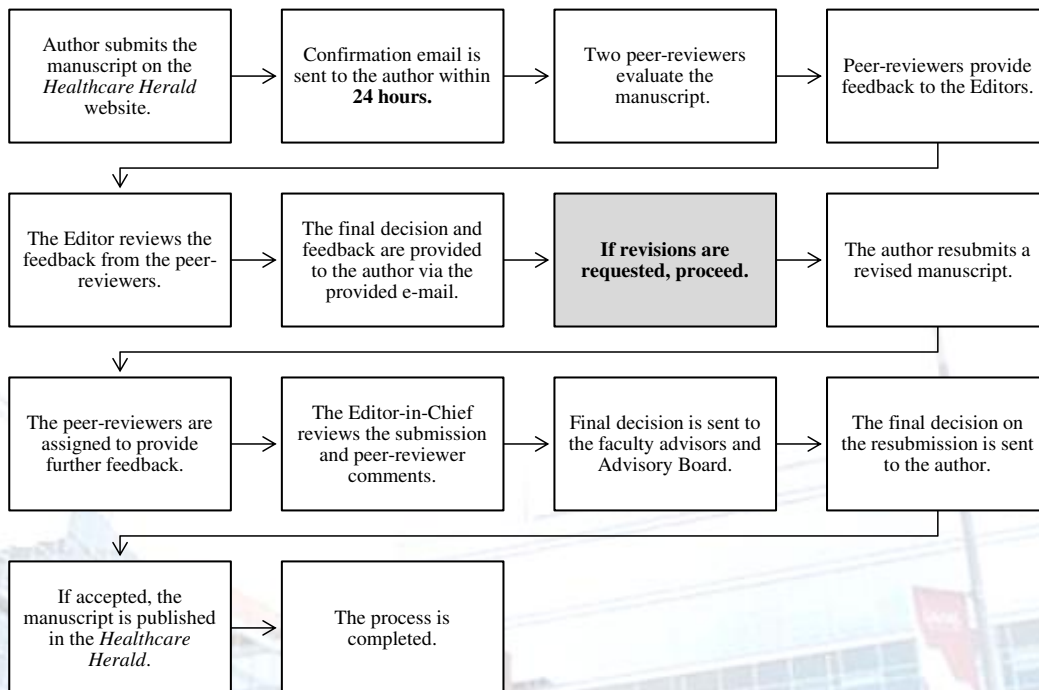 Author submits the
manuscript on the
Healthcare Herald
website.
Confirmation email is
sent to the author within
24 hours.
Two peer-reviewers
evaluate the
manuscript.
Peer-reviewers provide
feedback to the Editors.
The Editor reviews the
feedback from the peer-
reviewers.
The final decision and
feedback are provided
to the author via the
provided e-mail.
If revisions are
requested, proceed.
The author resubmits a
revised manuscript.
The peer-reviewers are
assigned to provide
further feedback.
The Editor-in-Chief
reviews the submission
and peer-reviewer
comments.
Final decision is sent to
the faculty advisors and
Advisory Board.
The final decision on
the resubmission is sent
to the author.
If accepted, the
manuscript is published
in the Healthcare
Herald.
The process is
completed.